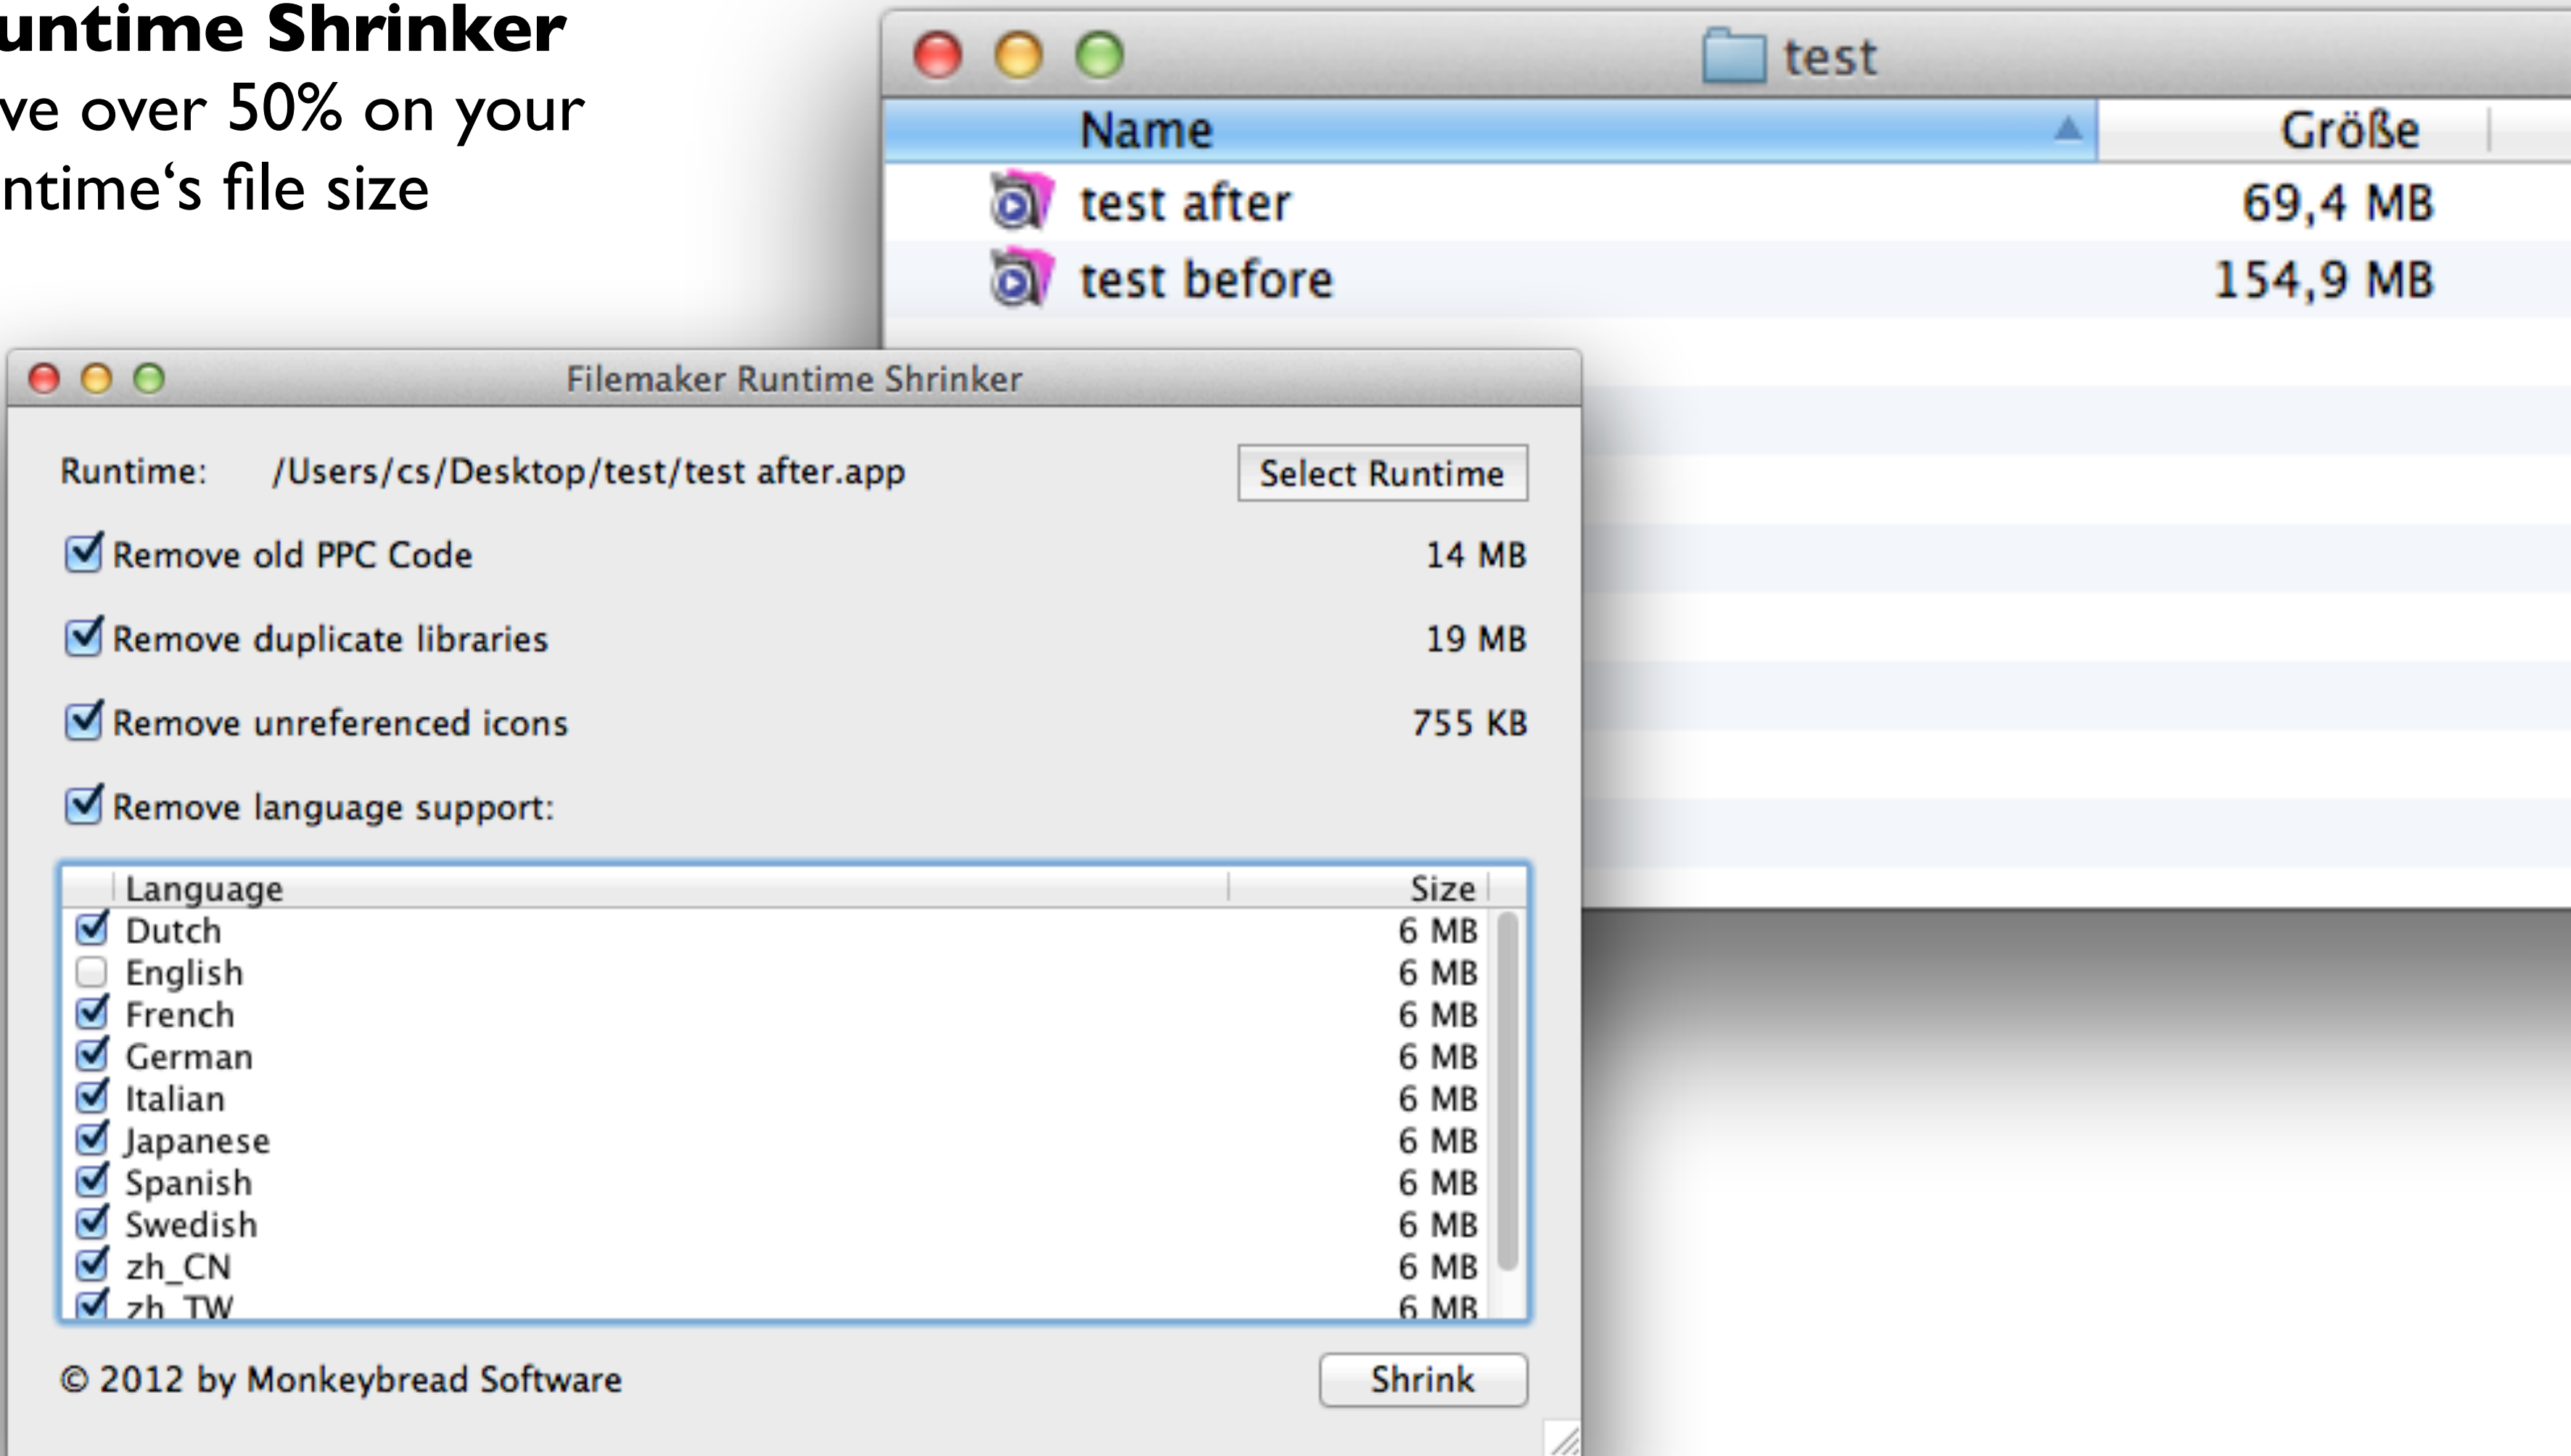 untime Shrinker
ve over 50% on your
ntime‘s file size
test
Name Größe
test after 69,4 MB
test before 154,9 MB
Filemaker Runtime Shrinker
Runtime: /Users/cs/Desktop/test/test after.app Select Runtime
Remove old PPC Code 14 MB
Remove duplicate libraries 19 MB
Remove unreferenced icons 755 KB
Remove language support:
Language Size
Dutch 6 MB
English 6 MB
French 6 MB
German 6 MB
Italian 6 MB
Japanese 6 MB
Spanish 6 MB
Swedish 6 MB
zh_CN 6 MB
zh_TW 6 MB
© 2012 by Monkeybread Software Shrink